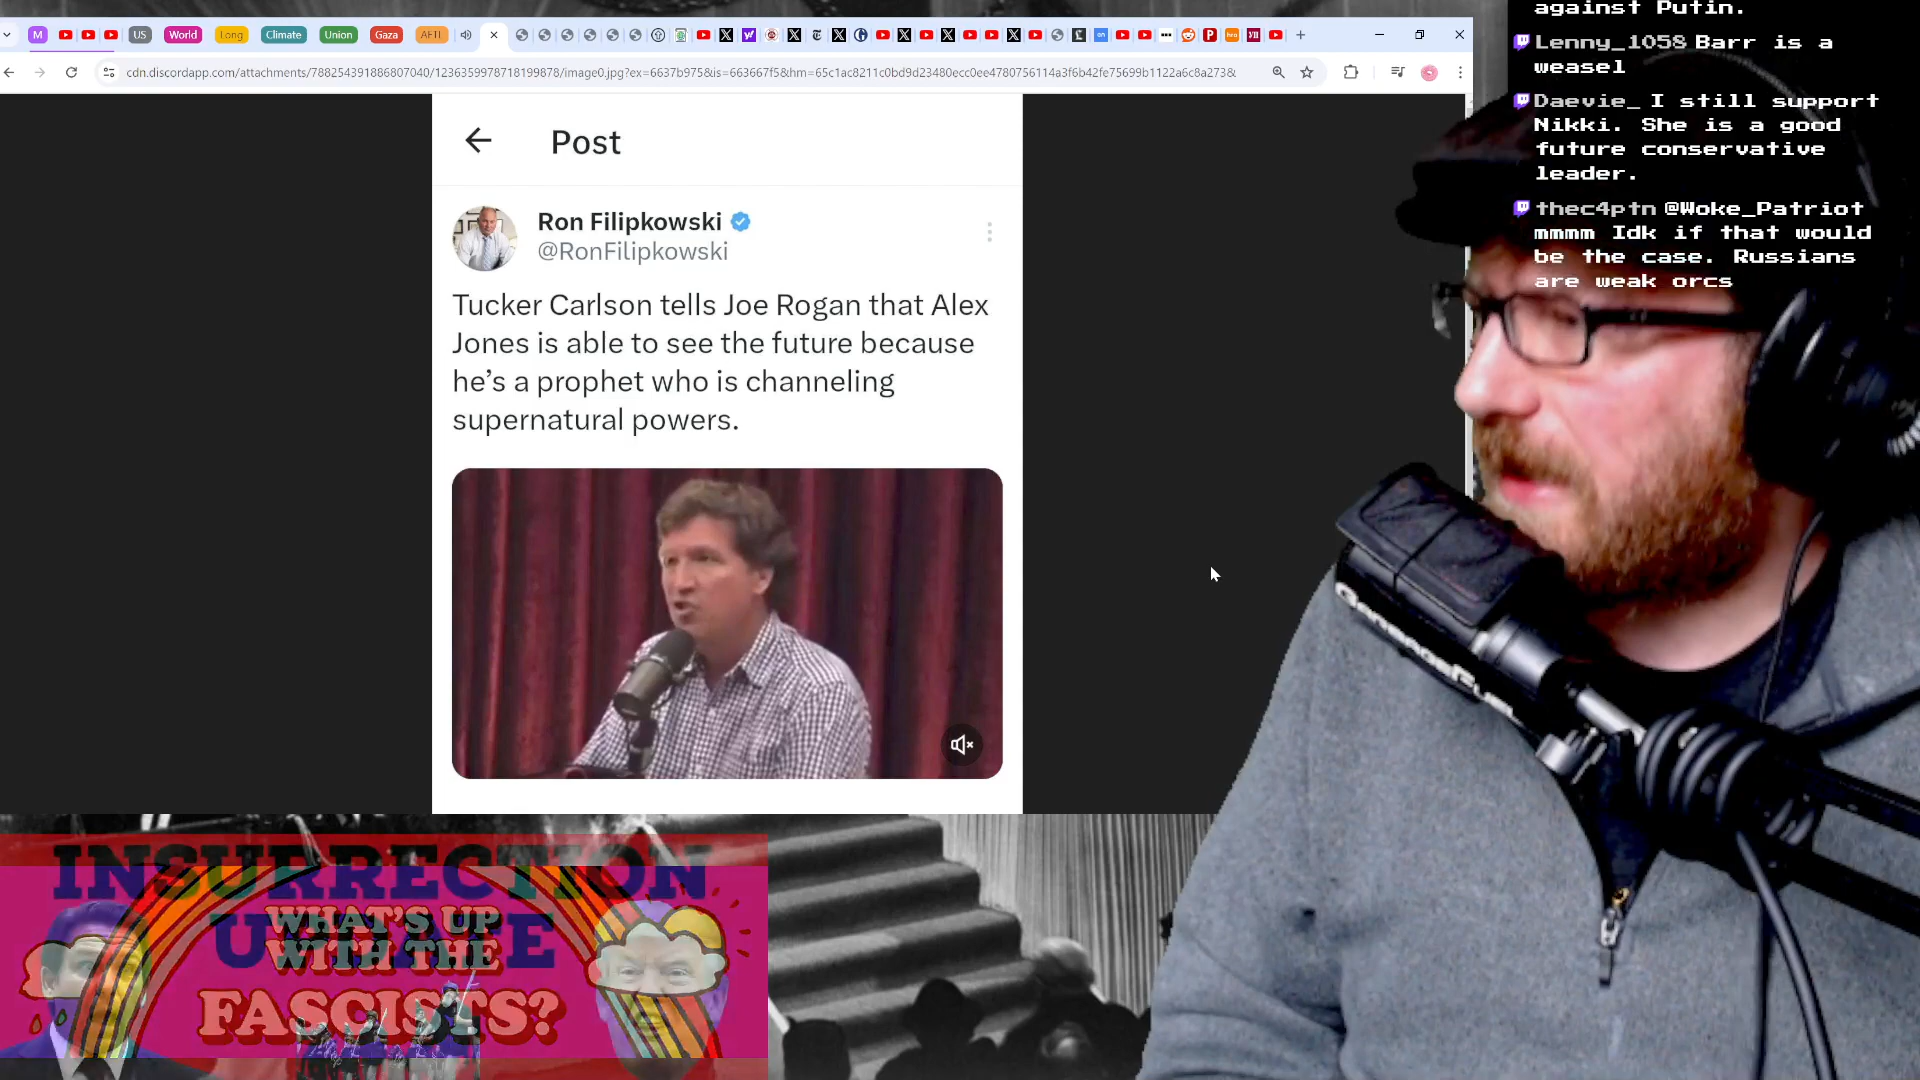 US
World
Long
Climate
Union
Gaza
AFTI
cdn.discordapp.com/attachments/788254391886807040/1236359978718199878/image0.jpg?ex=6637b975&is=663667f5&hm=65c1ac8211c0bd9d23480ecc0ee4780756114a3f6b42fe75699b1122a6c8a273&
Post
Ron Filipkowski
@RonFilipkowski
Tucker Carlson tells Joe Rogan that Alex
Jones is able to see the future because
he's a prophet who is channeling
supernatural powers.
against Putin.
Lenny_1058 Barr is a
weasel
Daevie_ I still support
Nikki. She is a good
future conservative
leader.
thec4ptn @Woke_Patriot
mmmm Idk if that would
be the case. Russians
are weak orcs
INSURRECTION
WHAT'S UP
WITH THE
FASCISTS?